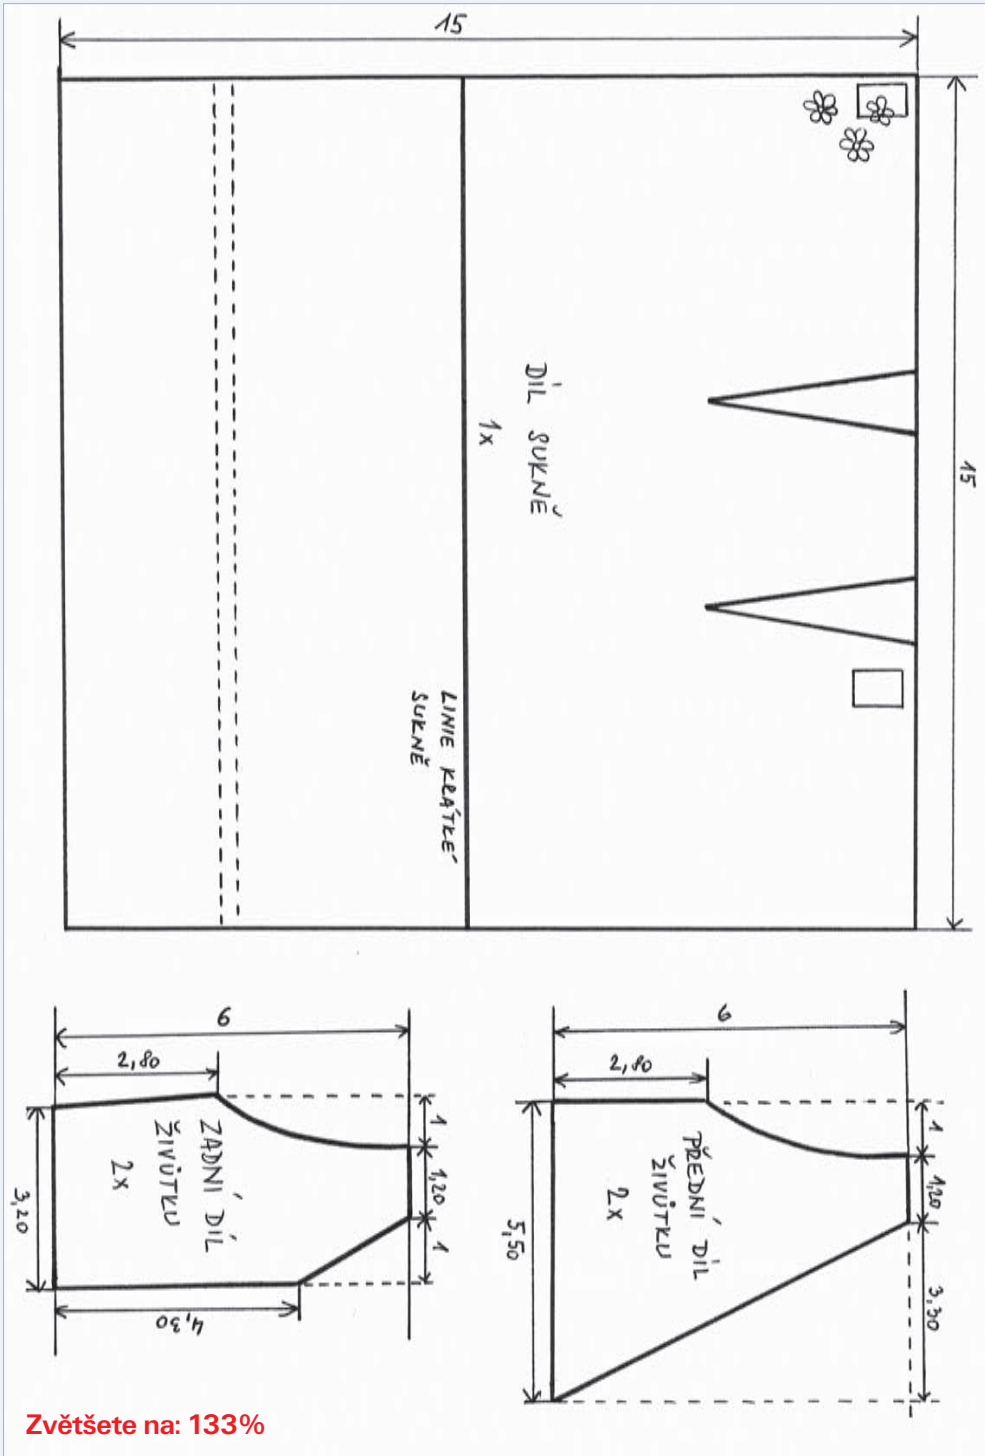 15
15
DÍL SUKNĚ
1x
LINIE KRÁTKÉ
SUKNĚ
6
2,80
1
1,20
1
3,20
4,30
ZADNÍ DÍL
ŽIVŮTKU
2x
6
2,80
1
1,20
3,30
5,50
PŘEDNÍ DÍL
ŽIVŮTKU
2x
Zvětšete na: 133%